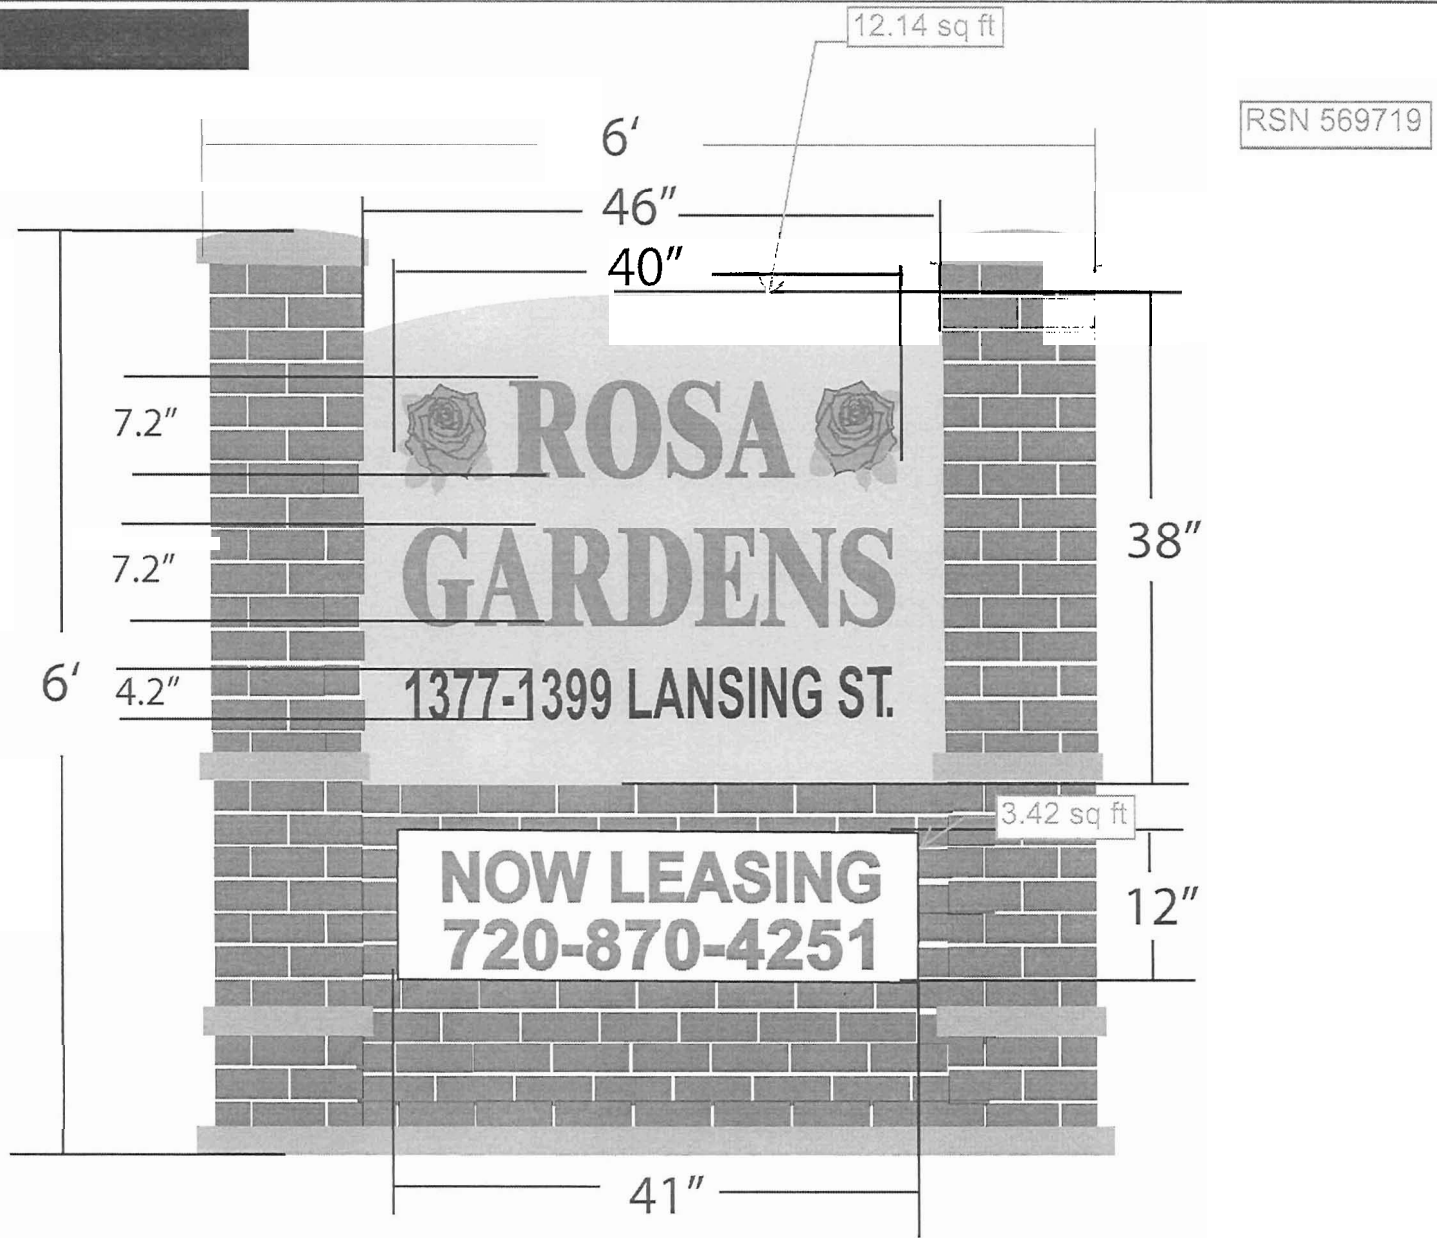 12.14 sq ft
RSN 569719
6‘
46”
40”
ROSA
7.2”
GARDENS
7.2”
38”
1377-1399 LANSING ST.
6‘
4.2”
3.42 sq ft
NOW LEASING
12”
720-870-4251
41”